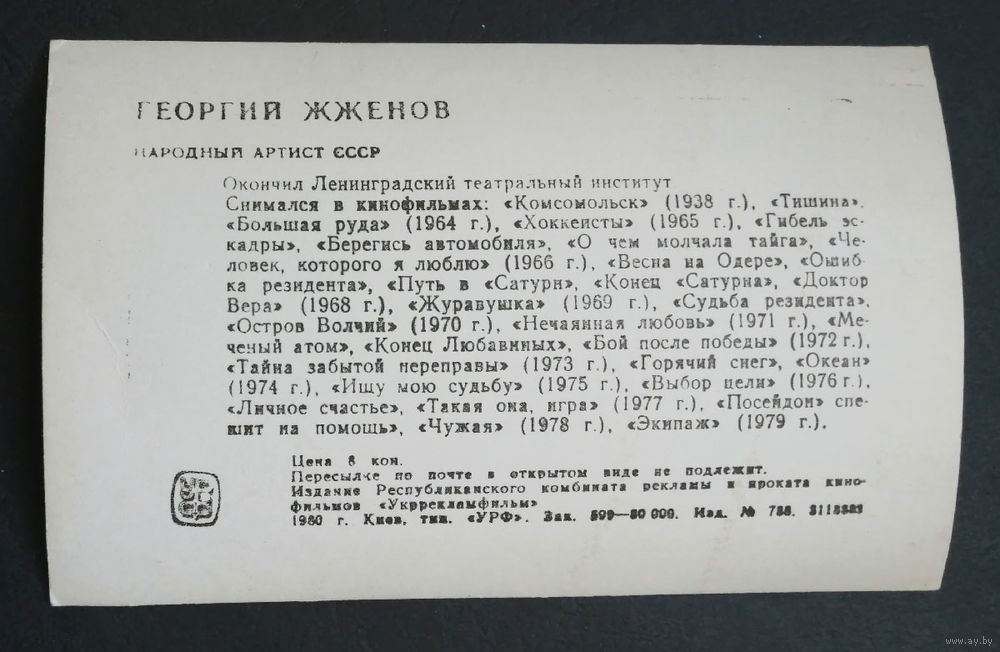 ГЕОРГИЙ ЖЖЕНОВ
НАРОДНЫЙ АРТИСТ СССР
Окончил Ленинградский театральный институт
Снимался в кинофильмах: «Комсомольск» (1938 г.), «Тишина»,
«Большая руда» (1964 г.), «Хоккеисты» (1965 г.), «Гибель эс-
кадры», «Берегись автомобиля», «О чем молчала тайга», «Че-
ловек, которого я люблю» (1966 г.), «Весна на Одере», «Ошиб-
ка резидента», «Путь в «Сатурн», «Конец «Сатурна», «Доктор
Вера» (1968 г.), «Журавушка» (1969 г.), «Судьба резидента»,
«Остров Волчий» (1970 г.), «Нечаянная любовь» (1971 г.), «Ме-
ченый атом», «Конец Любавиных», «Бой после победы» (1972 г.),
«Тайна забытой переправы» (1973 г.), «Горячий снег», «Океан»
(1974 г.), «Ищу мою судьбу» (1975 г.), «Выбор цели» (1976 г.),
«Личное счастье», «Такая она, игра» (1977 г.), «Посейдон» спе-
шит на помощь», «Чужая» (1978 г.), «Экипаж» (1979 г.).
Цена 8 коп.
Пересылке по почте в открытом виде не подлежит.
Издание Республиканского комбината рекламы и проката кино-
фильмов «Укррекламфильм»
1980 г. Киев, тип. «УРФ». Зак. Изд. №
www.ay.by